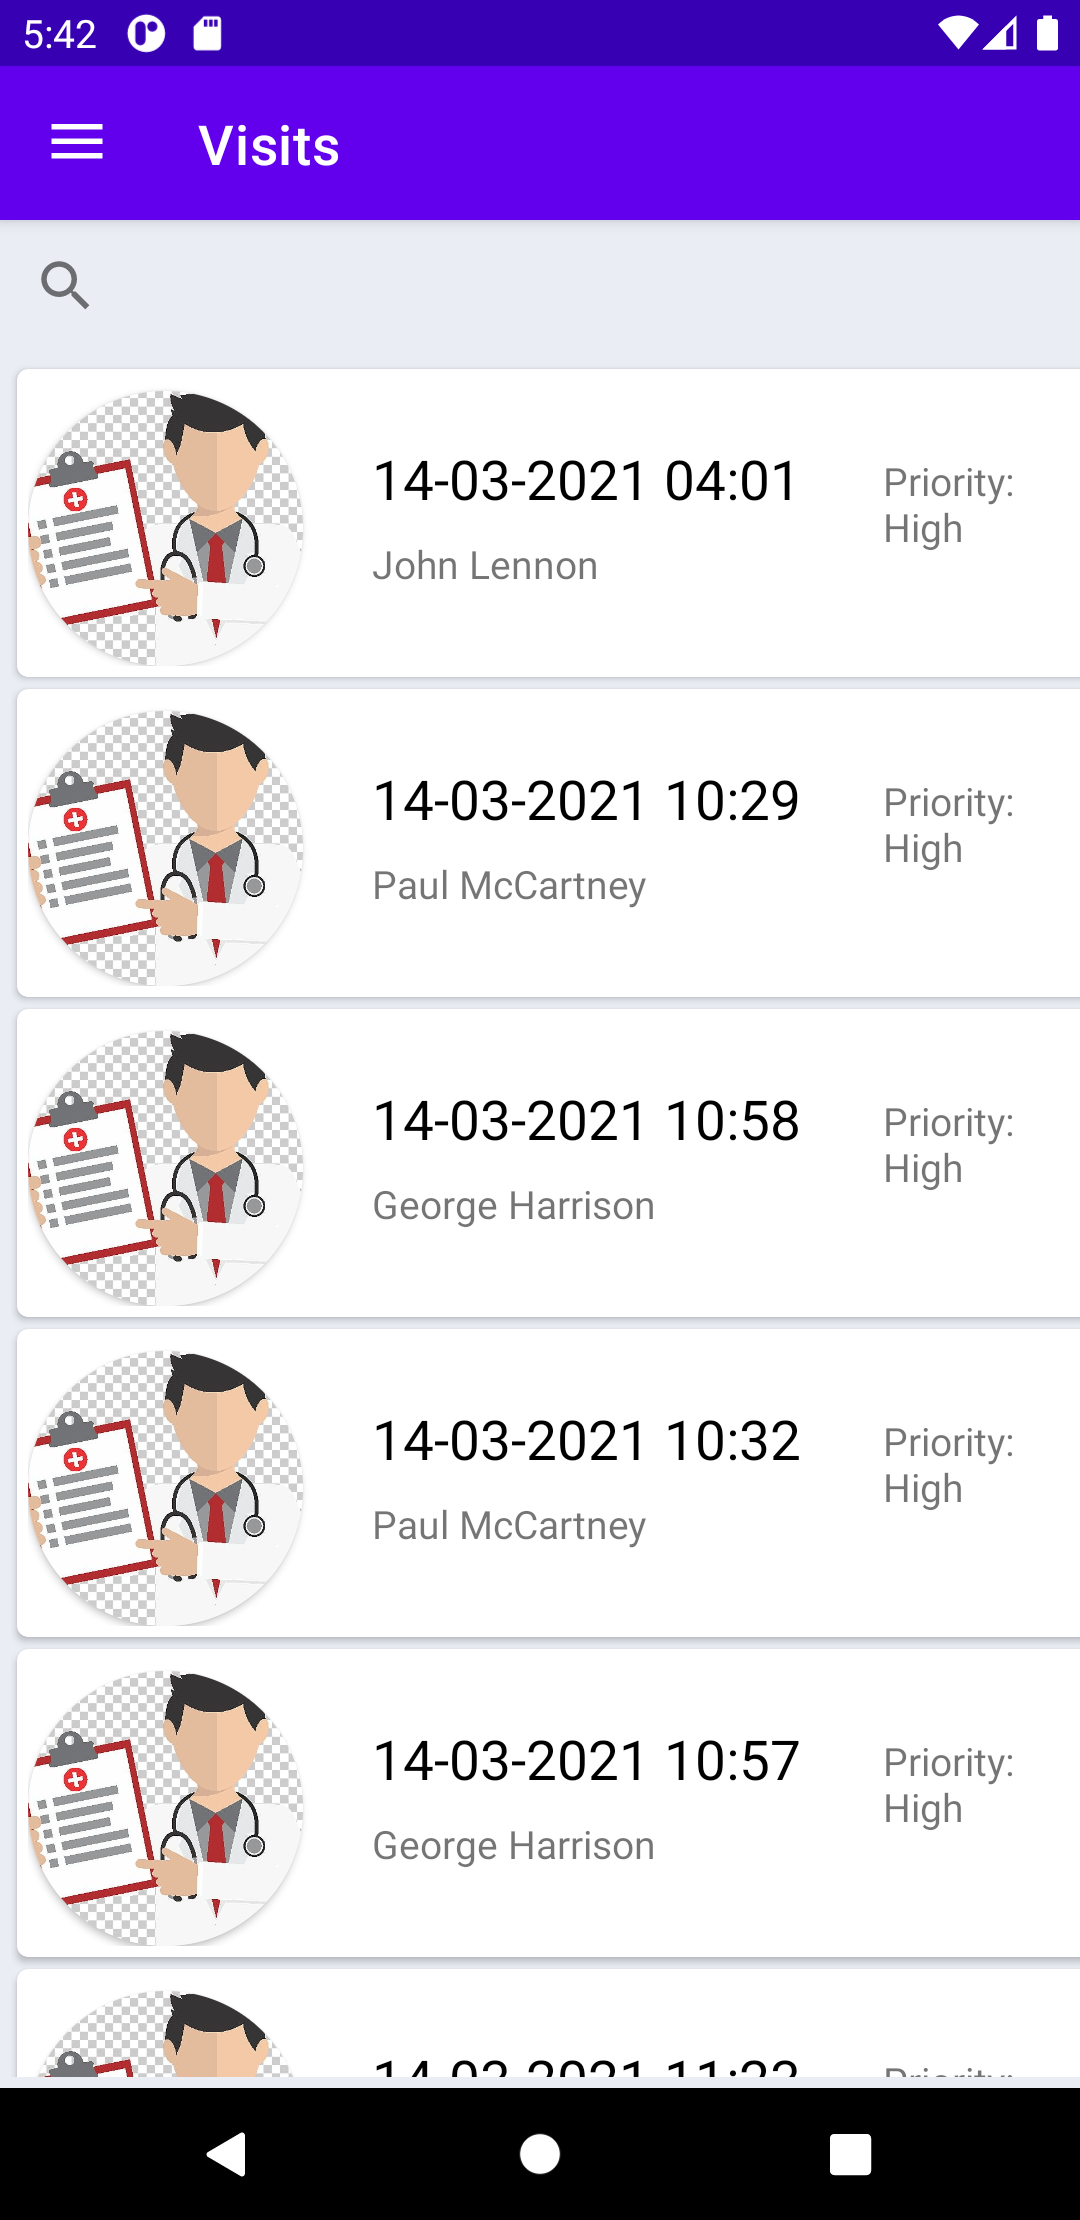 5:42
Visits
14-03-2021 04:01
Priority:
High
John Lennon
14-03-2021 10:29
Priority:
High
Paul McCartney
14-03-2021 10:58
Priority:
High
George Harrison
14-03-2021 10:32
Priority:
High
Paul McCartney
14-03-2021 10:57
Priority:
High
George Harrison